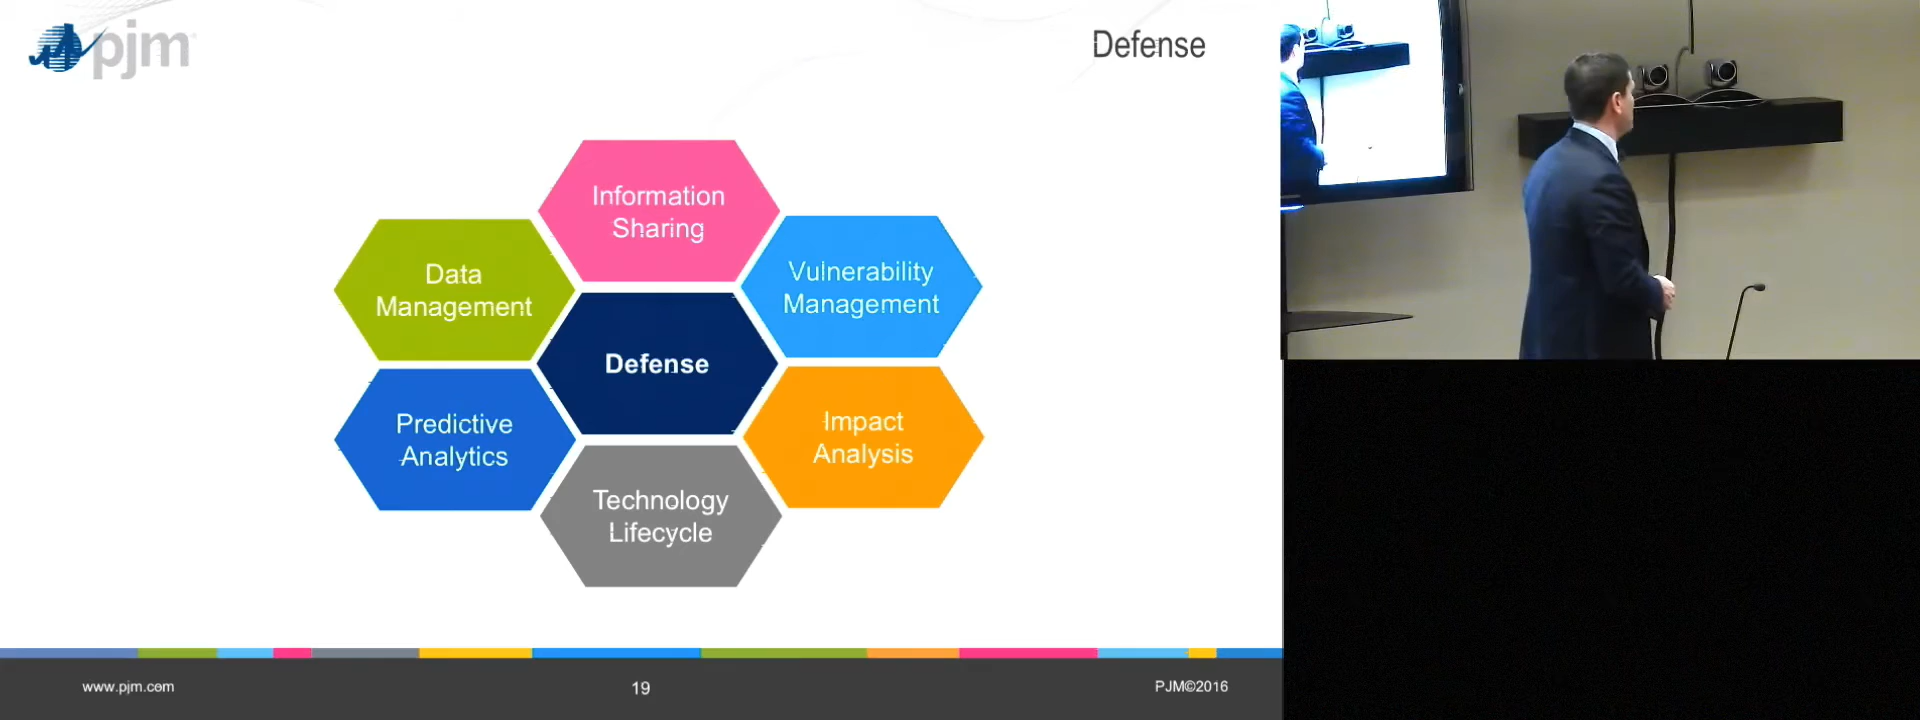 pjm
Defense
Information
Sharing
Data
Management
Vulnerability
Management
Defense
Predictive
Analytics
Impact
Analysis
Technology
Lifecycle
www.pjm.com
19
PJM©2016